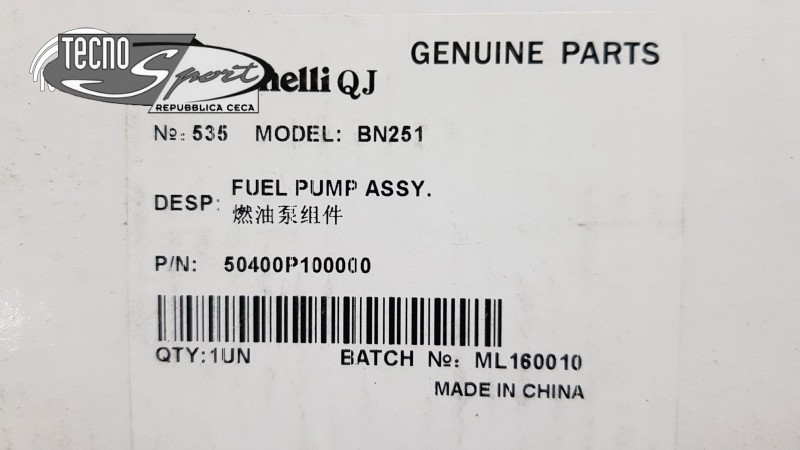 TECNO
Sport
REPUBBLICA CECA
GENUINE PARTS
nelli QJ
№: 535 MODEL: BN251
DESP: FUEL PUMP ASSY.
燃油泵组件
P/N: 50400P100000
QTY:1UN BATCH №: ML160010
MADE IN CHINA